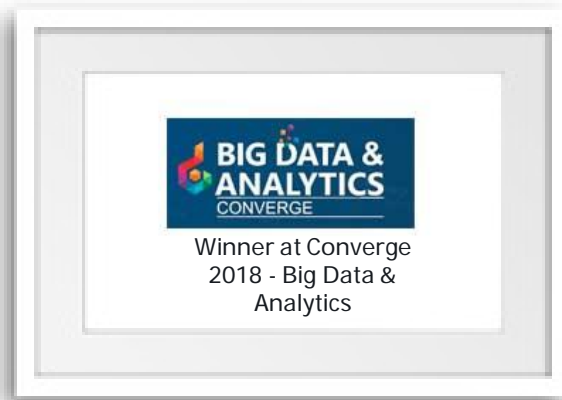 BIG DATA &
ANALYTICS
CONVERGE
Winner at Converge
2018 - Big Data &
Analytics